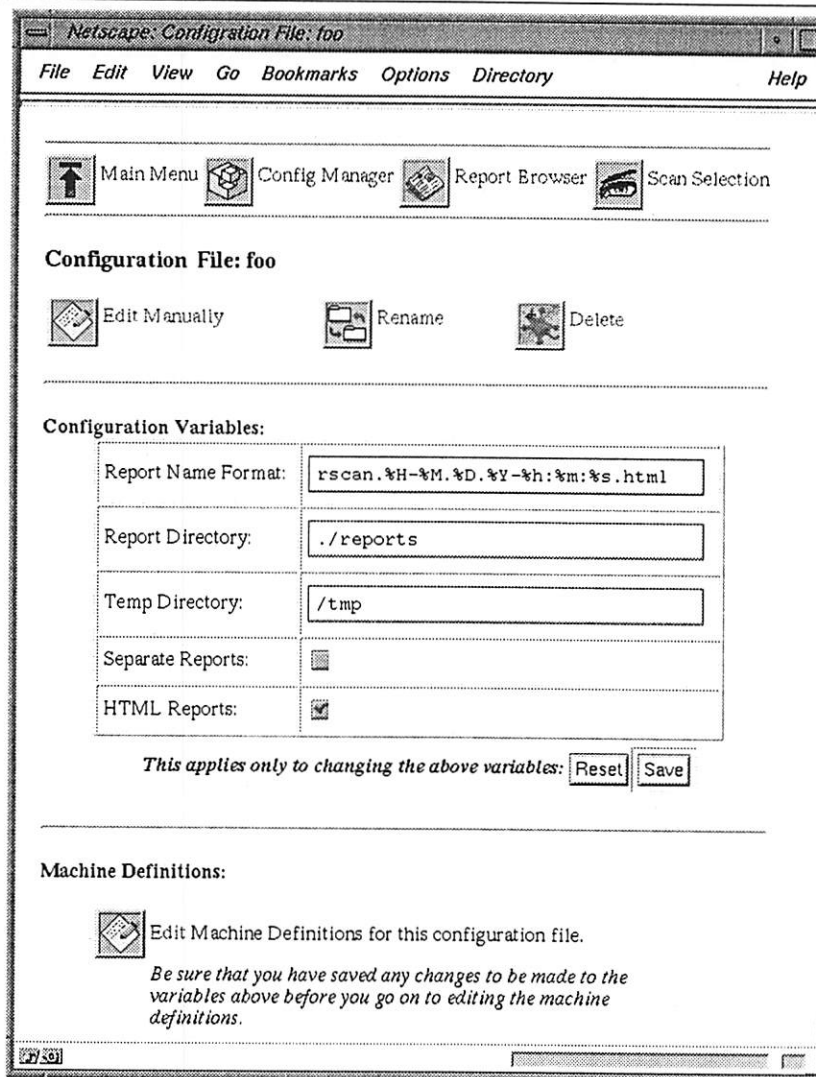 Netscape: Configration File: foo
File Edit View Go Bookmarks Options Directory Help
Main Menu Config Manager Report Browser Scan Selection
Configuration File: foo
Edit Manually Rename Delete
Configuration Variables:
Report Name Format: rscan.%H-%M.%D.%Y-%h:%m:%s.html
Report Directory: ./reports
Temp Directory: /tmp
Separate Reports:
HTML Reports:
This applies only to changing the above variables: Reset Save
Machine Definitions:
Edit Machine Definitions for this configuration file.
Be sure that you have saved any changes to be made to the
variables above before you go on to editing the machine
definitions.